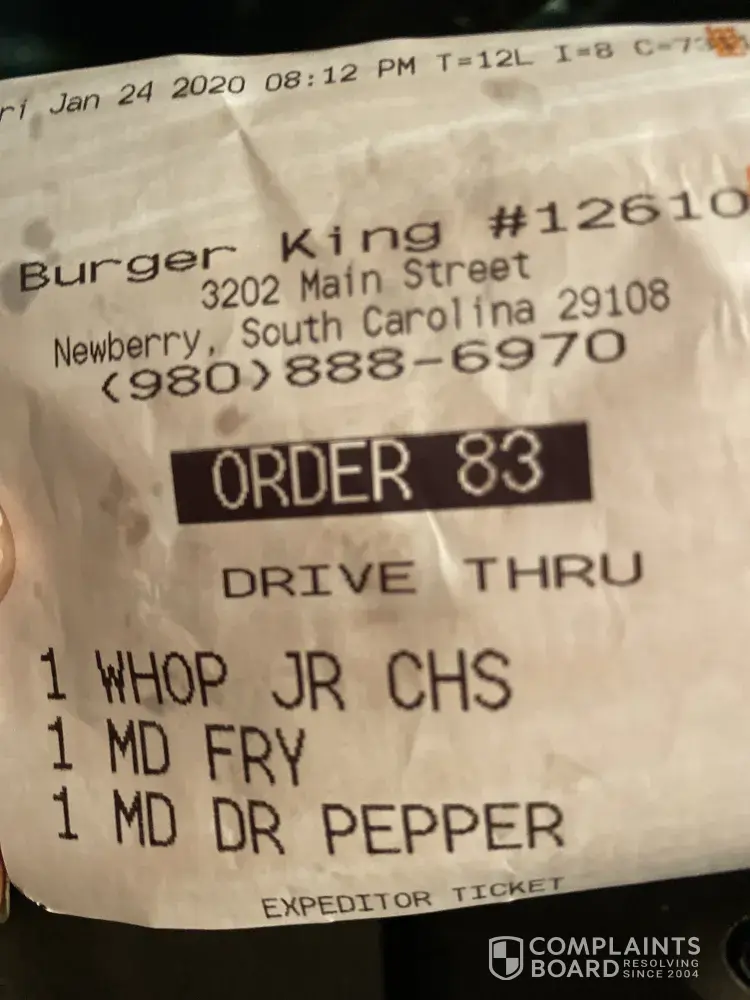 Jan 24 2020 08:12 PM T=12L I=8
Burger King #12610
3202 Main Street
Newberry, South Carolina 29108
(980)888-6970
ORDER 83
DRIVE THRU
1 WHOP JR CHS
1 MD FRY
1 MD DR PEPPER
EXPEDITOR TICKET
COMPLAINTS
BOARD RESOLVING
SINCE 2004